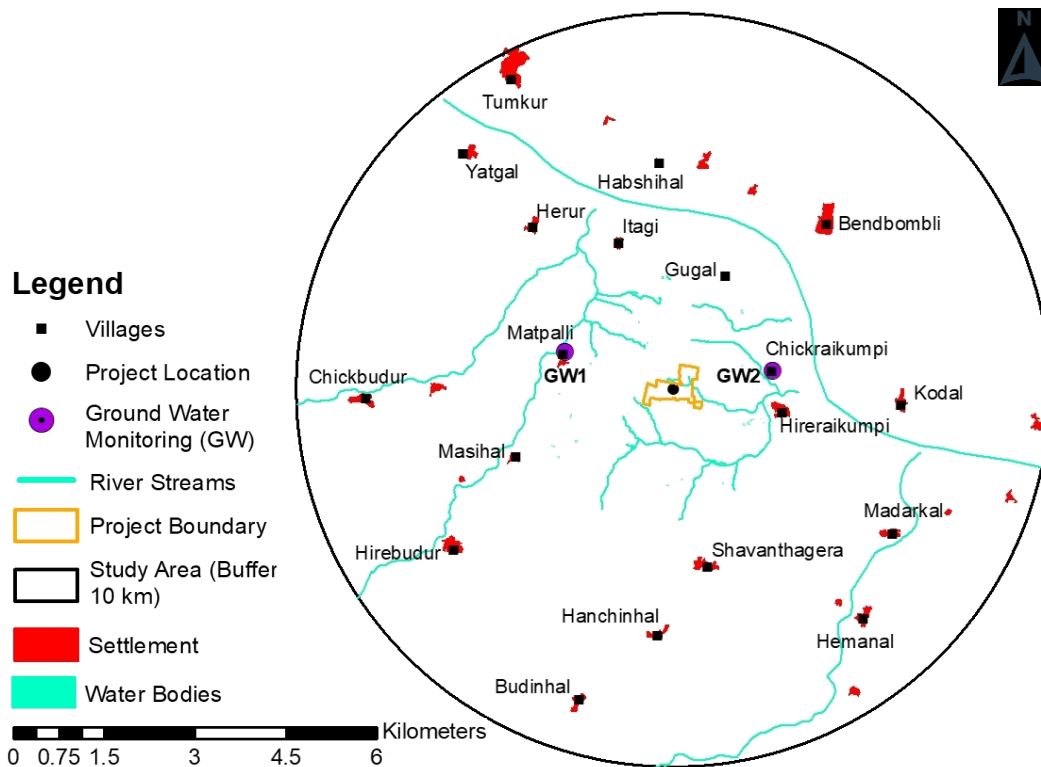 N
Tumkur
Yatgal
Habshihal
Herur
Itagi
Bendbombli
Gugal
Legend
Villages
Project Location
Ground Water
Monitoring (GW)
River Streams
Project Boundary
Study Area (Buffer
10 km)
Settlement
Water Bodies
Matpalli
GW1
Chickraikumpi
GW2
Chickbudur
Kodal
Hireraikumpi
Masihal
Madarkal
Hirebudur
Shavanthagera
Hanchinhal
Hemanal
Budinhal
Kilometers
0 0.75 1.5 3 4.5 6